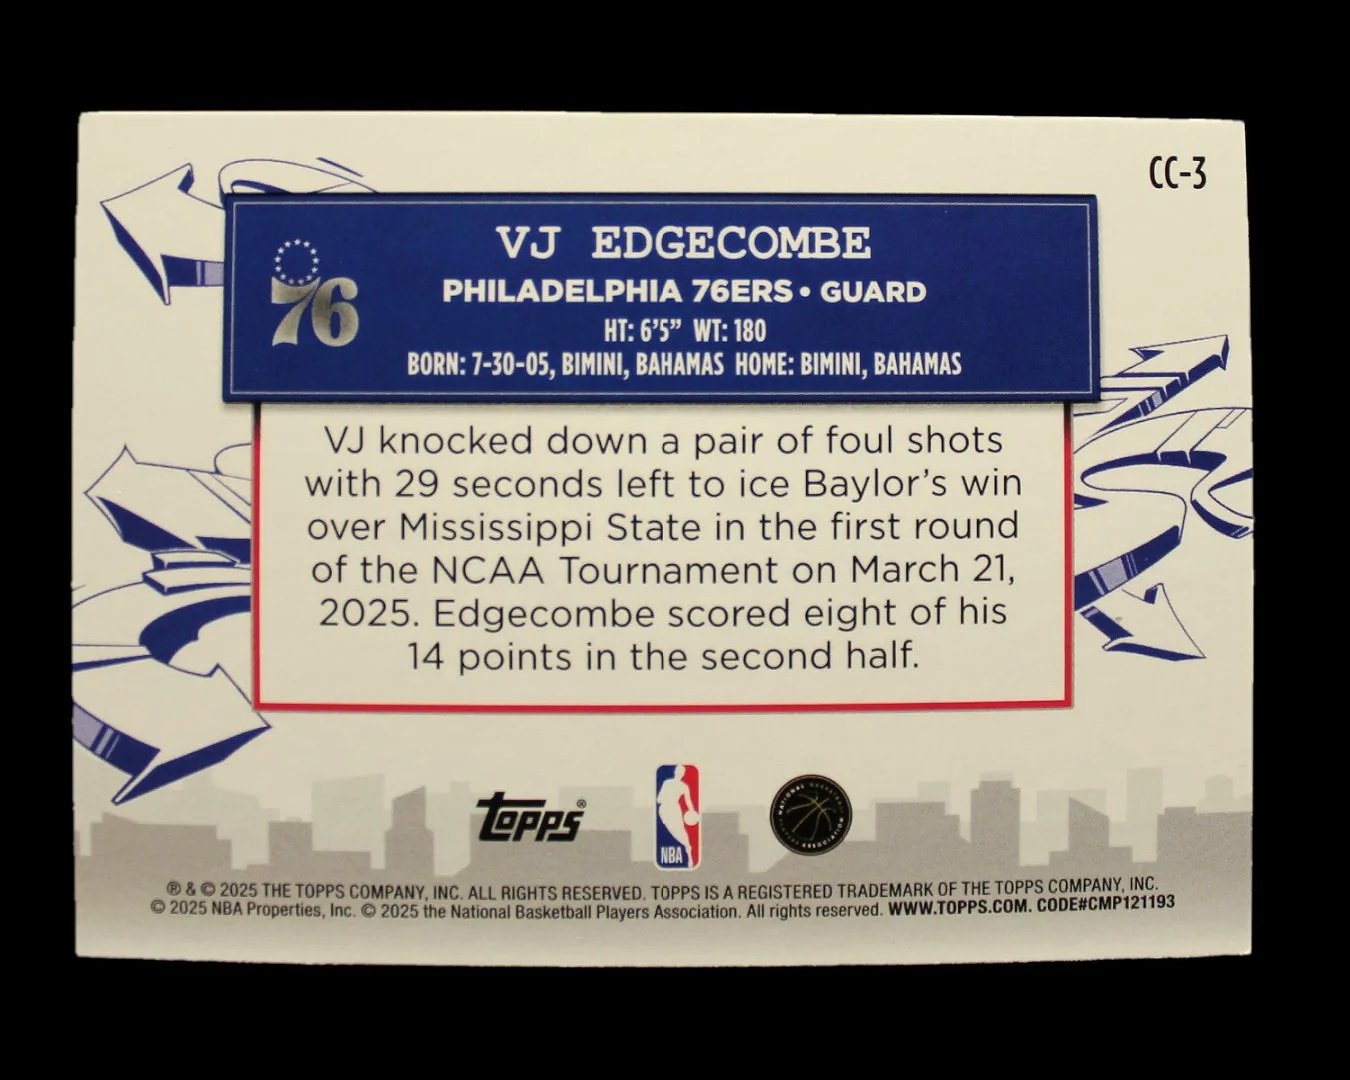 CC-3
VJ EDGECOMBE
76
PHILADELPHIA 76ERS • GUARD
HT: 6'5" WT: 180
BORN: 7-30-05, BIMINI, BAHAMAS HOME: BIMINI, BAHAMAS
VJ knocked down a pair of foul shots
with 29 seconds left to ice Baylor's win
over Mississippi State in the first round
of the NCAA Tournament on March 21,
2025. Edgecombe scored eight of his
14 points in the second half.
Topps®
NBA
NATIONAL BASKETBALL
PLAYERS ASSOCIATION
® & © 2025 THE TOPPS COMPANY, INC. ALL RIGHTS RESERVED. TOPPS IS A REGISTERED TRADEMARK OF THE TOPPS COMPANY, INC.
© 2025 NBA Properties, Inc. © 2025 the National Basketball Players Association. All rights reserved. WWW.TOPPS.COM. CODE#CMP121193